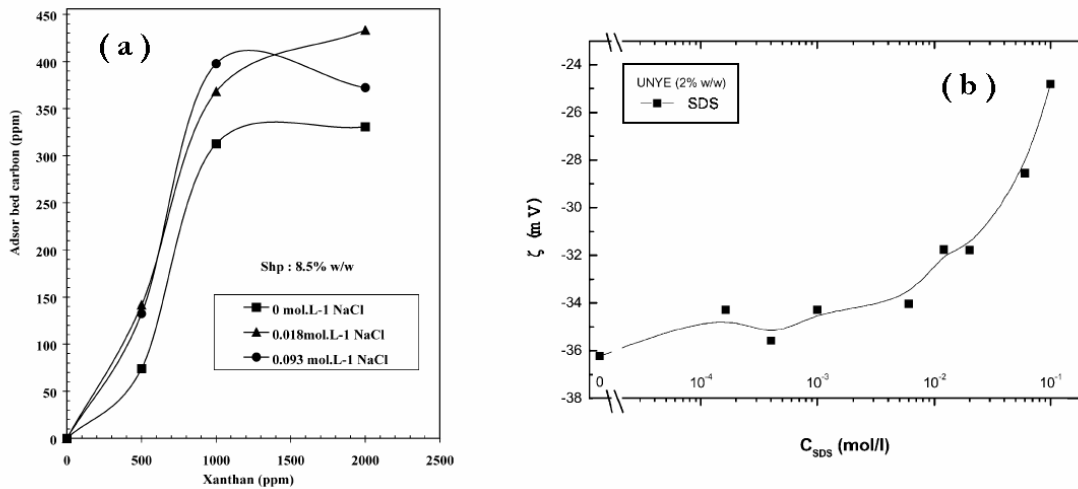 ( a )
450
400
350
300
250
200
150
100
50
0
Adsor bed carbon (ppm)
Shp : 8.5% w/w
0 mol.L-1 NaCl
0.018mol.L-1 NaCl
0.093 mol.L-1 NaCl
0 500 1000 1500 2000 2500
Xanthan (ppm)
( b )
-24
-26
-28
-30
-32
-34
-36
-38
ζ (mV)
UNYE (2% w/w)
SDS
0 10⁻⁴ 10⁻³ 10⁻² 10⁻¹
C_SDS (mol/l)